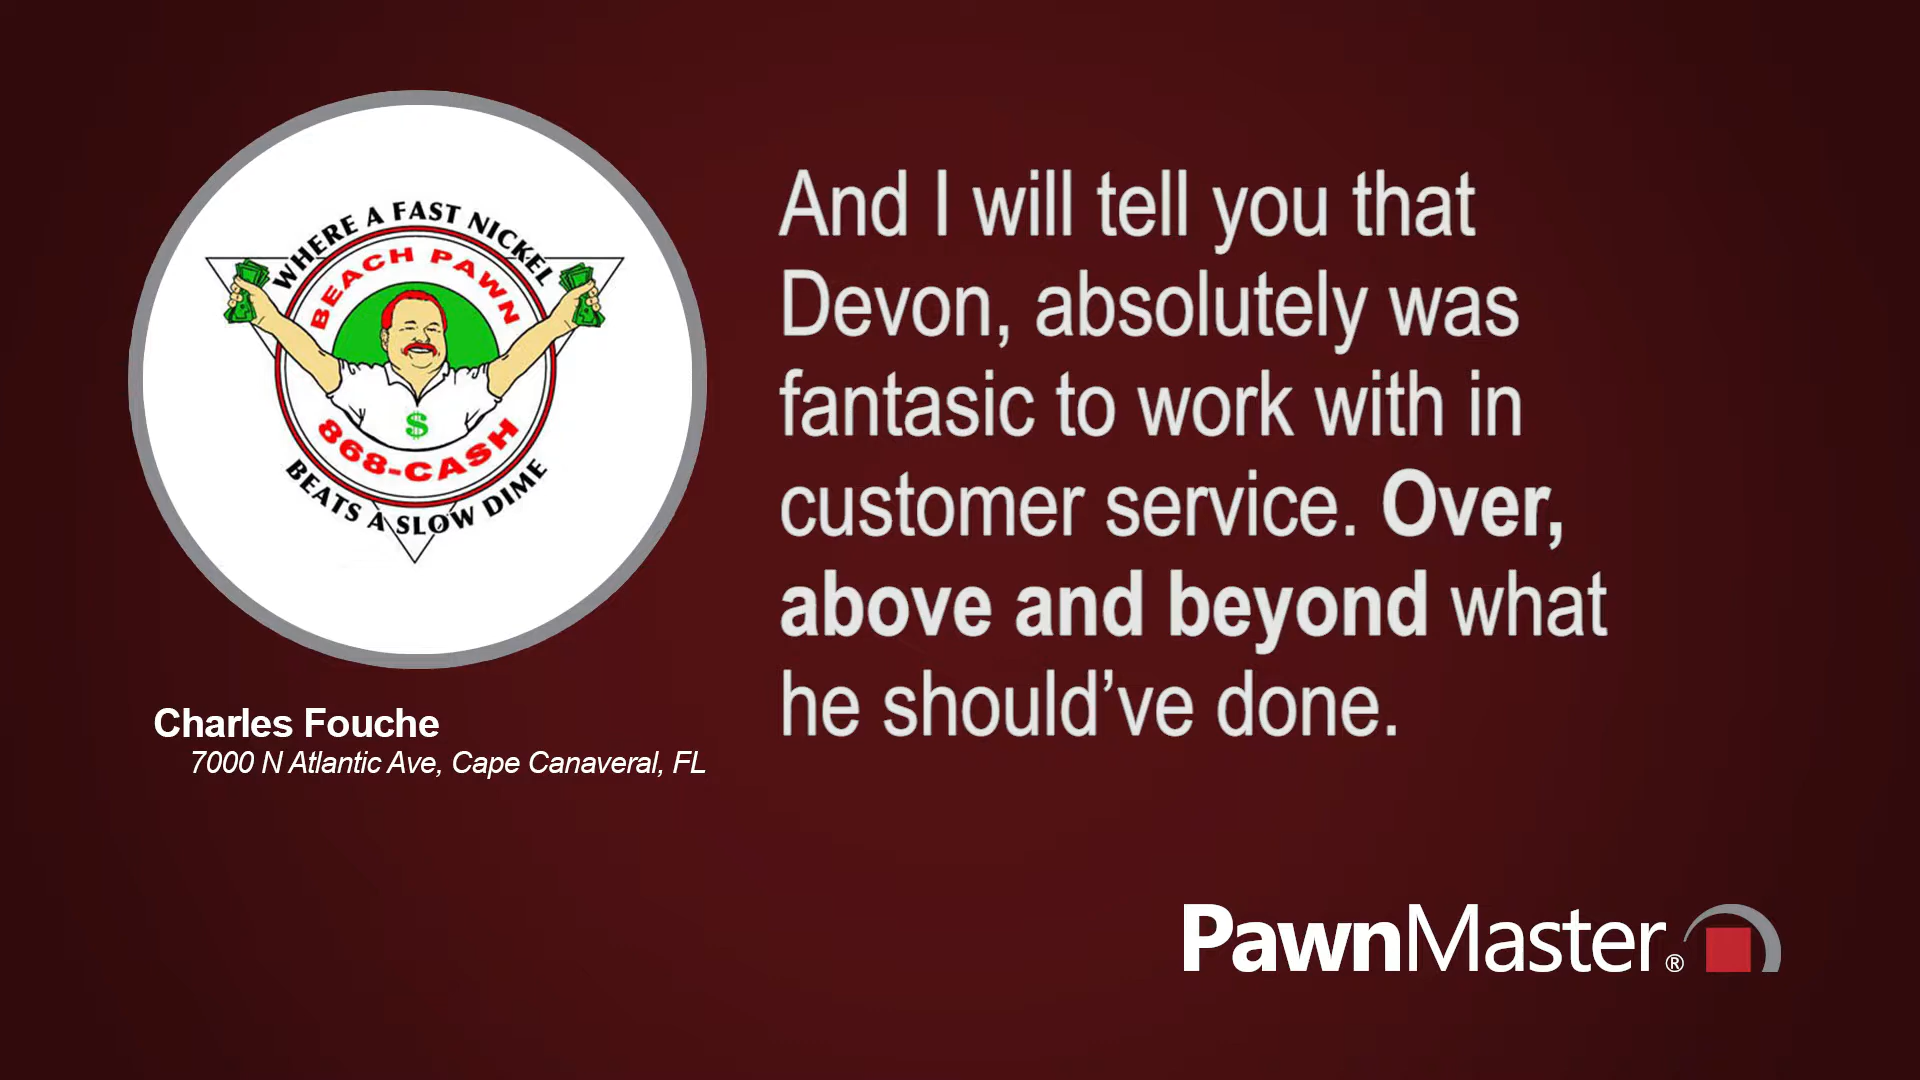 WHERE A FAST NICKEL
BEACH PAWN
$
868-CASH
BEATS A SLOW DIME
Charles Fouche
7000 N Atlantic Ave, Cape Canaveral, FL
And I will tell you that
Devon, absolutely was
fantasic to work with in
customer service. Over,
above and beyond what
he should’ve done.
PawnMaster®